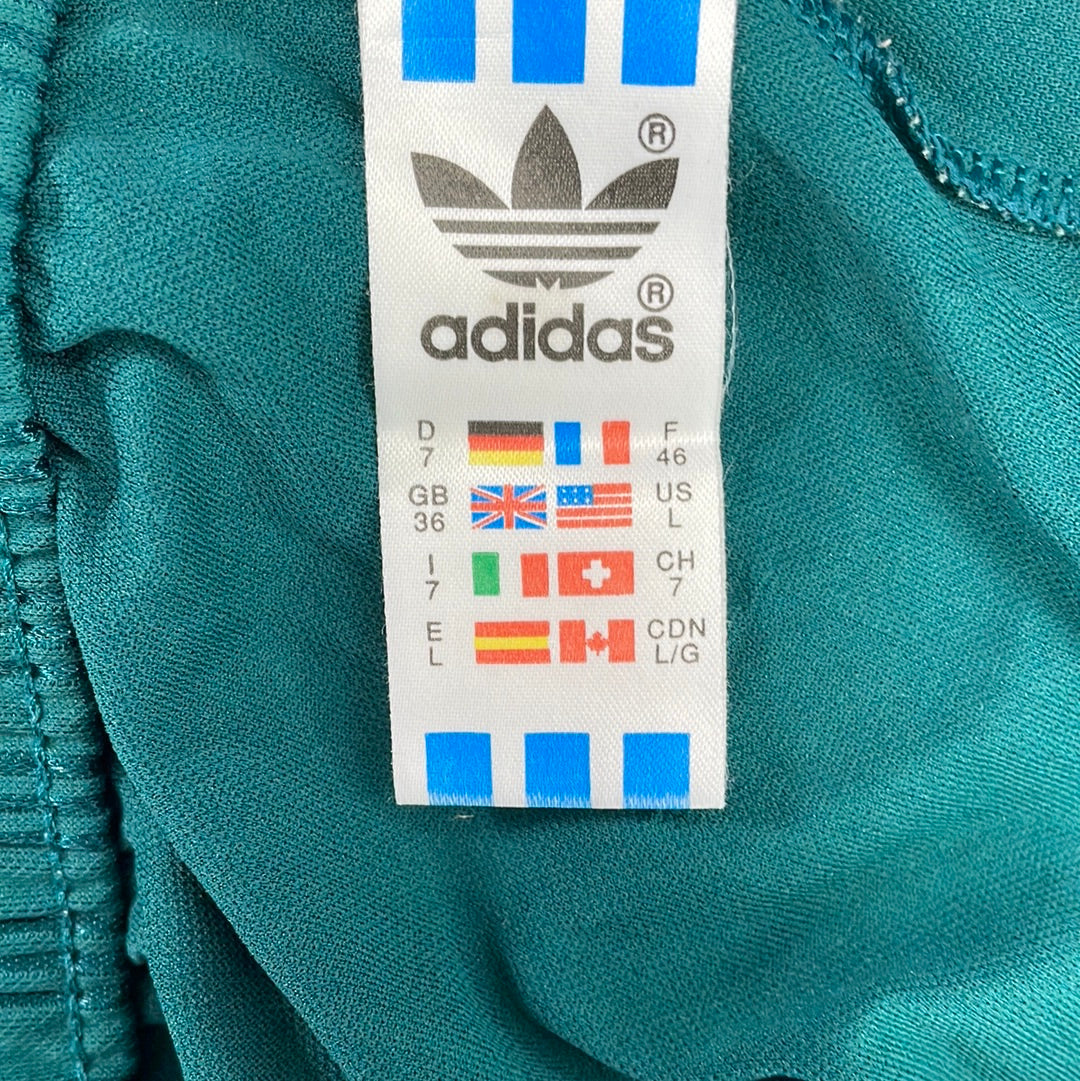 ®
®
adidas
D F
7 46
GB US
36 L
I CH
7 7
E CDN
L L/G